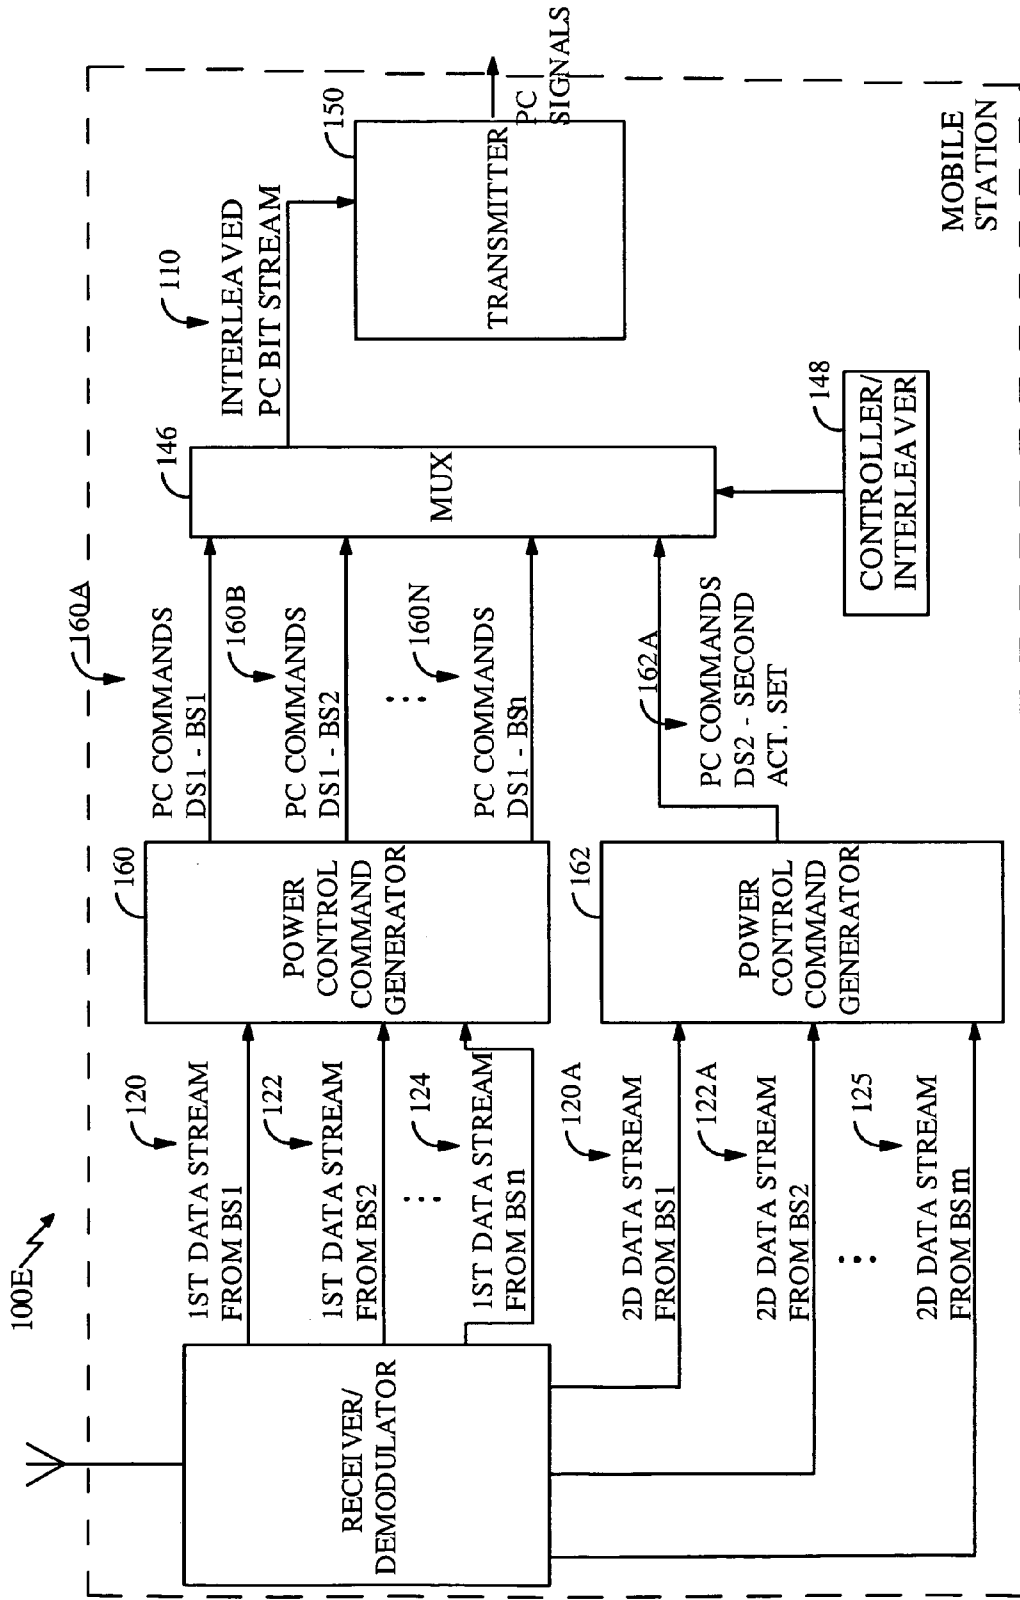 100E
RECEIVER/
DEMODULATOR
120
1ST DATA STREAM
FROM BS1
122
1ST DATA STREAM
FROM BS2
124
1ST DATA STREAM
FROM BSn
120A
2D DATA STREAM
FROM BS1
122A
2D DATA STREAM
FROM BS2
125
2D DATA STREAM
FROM BSm
160
POWER
CONTROL
COMMAND
GENERATOR
162
POWER
CONTROL
COMMAND
GENERATOR
160A
PC COMMANDS
DS1 - BS1
160B
PC COMMANDS
DS1 - BS2
160N
PC COMMANDS
DS1 - BSn
162A
PC COMMANDS
DS2 - SECOND
ACT. SET
146
MUX
148
CONTROLLER/
INTERLEAVER
110
INTERLEAVED
PC BIT STREAM
150
TRANSMITTER
PC
SIGNALS
MOBILE
STATION